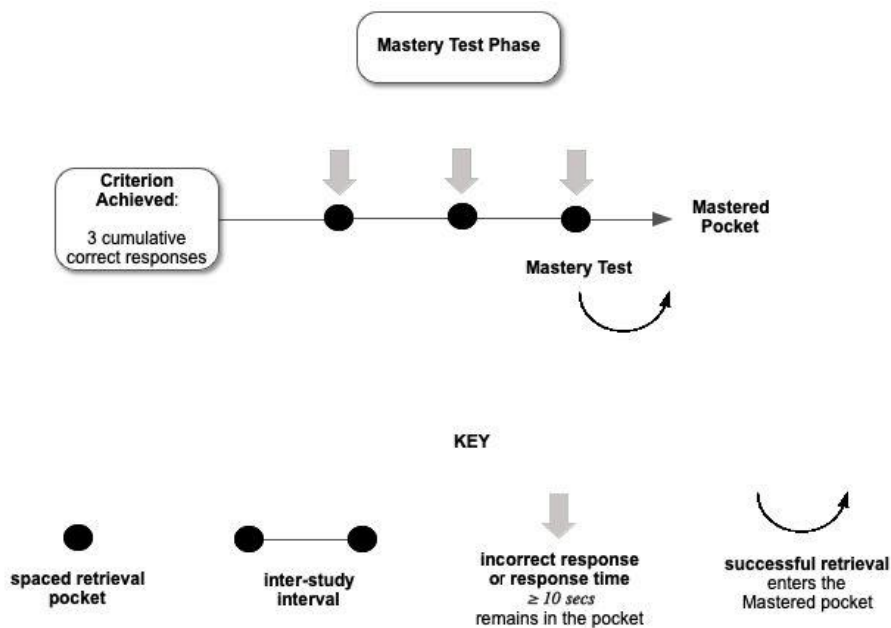 Mastery Test Phase
Criterion
Achieved:
3 cumulative
correct responses
Mastered
Pocket
Mastery Test
KEY
spaced retrieval
pocket
inter-study
interval
incorrect response
or response time
≥ 10 secs
remains in the pocket
successful retrieval
enters the
Mastered pocket